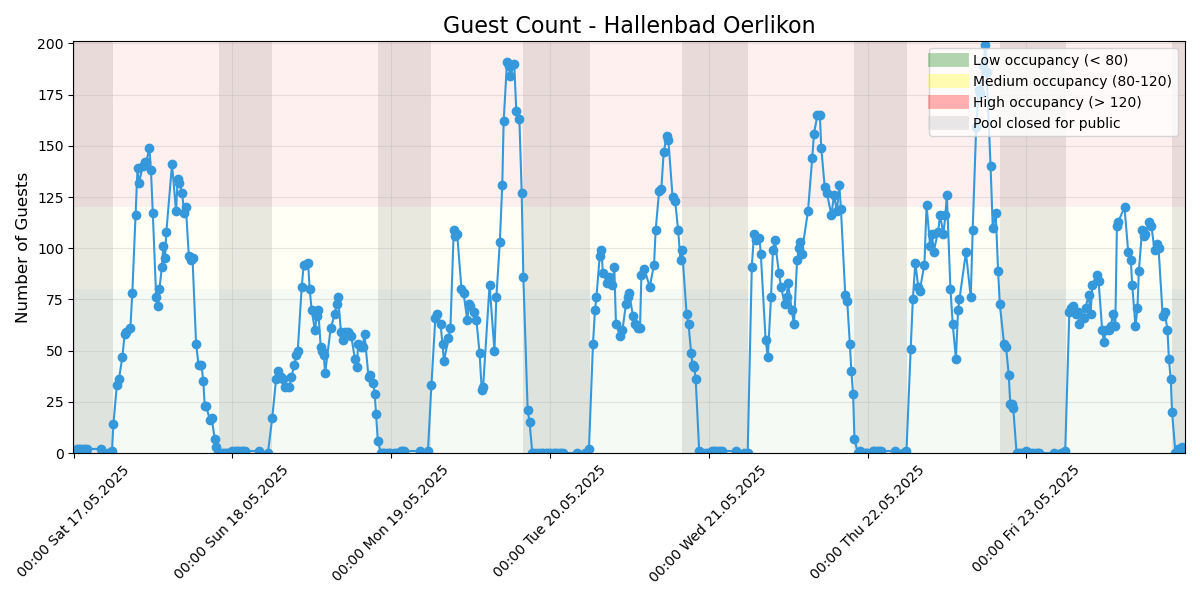 Guest Count - Hallenbad Oerlikon
Number of Guests
200
175
150
125
100
75
50
25
0
Low occupancy (< 80)
Medium occupancy (80-120)
High occupancy (> 120)
Pool closed for public
00:00 Sat 17.05.2025
00:00 Sun 18.05.2025
00:00 Mon 19.05.2025
00:00 Tue 20.05.2025
00:00 Wed 21.05.2025
00:00 Thu 22.05.2025
00:00 Fri 23.05.2025